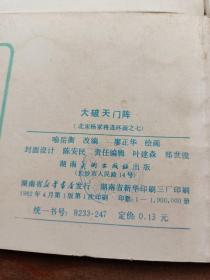 大破天门阵
(北宋杨家将连环画之七)
喻岳衡 改编 廖正华 绘画
封面设计 陈安民 责任编辑 叶建森 郑世俊
湖南美术出版社出版
(长沙市人民路14号)
湖南省新华书店发行 湖南省新华印刷三厂印刷
1982年4月第1版第1次印刷 印数:1—1,900,000册
统一书号:8233·247 定价:0.13元